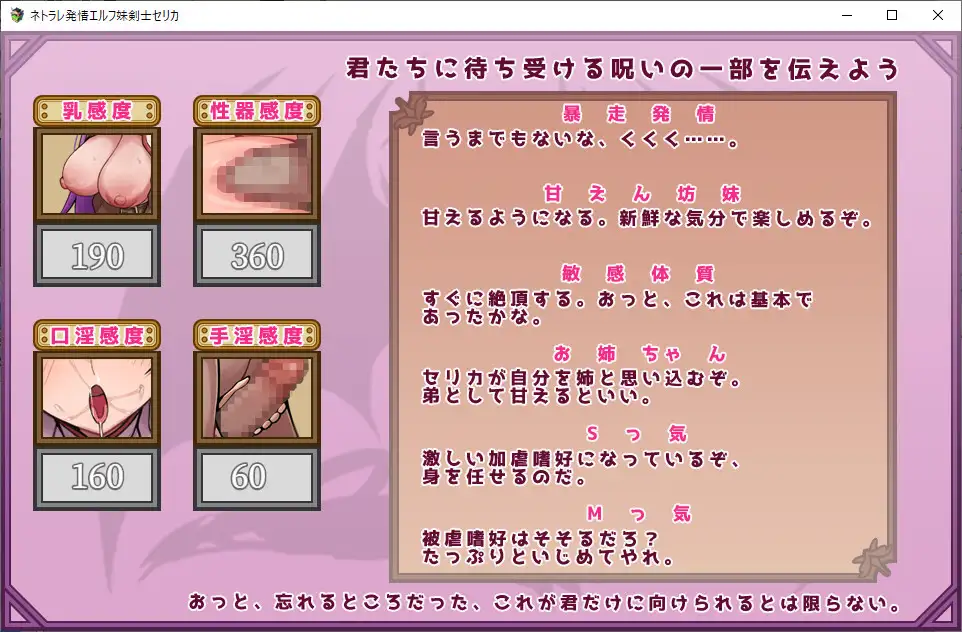 ネトラレ発情エルフ妹剣士セリカ
君たちに待ち受ける呪いの一部を伝えよう
乳感度
性器感度
190
360
口淫感度
手淫感度
160
60
暴走発情
言うまでもないな、くくく……。
甘えん坊妹
甘えるようになる。新鮮な気分で楽しめるぞ。
敏感体質
すぐに絶頂する。おっと、これは基本で
あったかな。
お姉ちゃん
セリカが自分を姉と思い込むぞ。
弟として甘えるといい。
Sっ気
激しい加虐嗜好になっているぞ、
身を任せるのだ。
Mっ気
被虐嗜好はそそるだろ？
たっぷりといじめてやれ。
おっと、忘れるところだった、これが君だけに向けられるとは限らない。